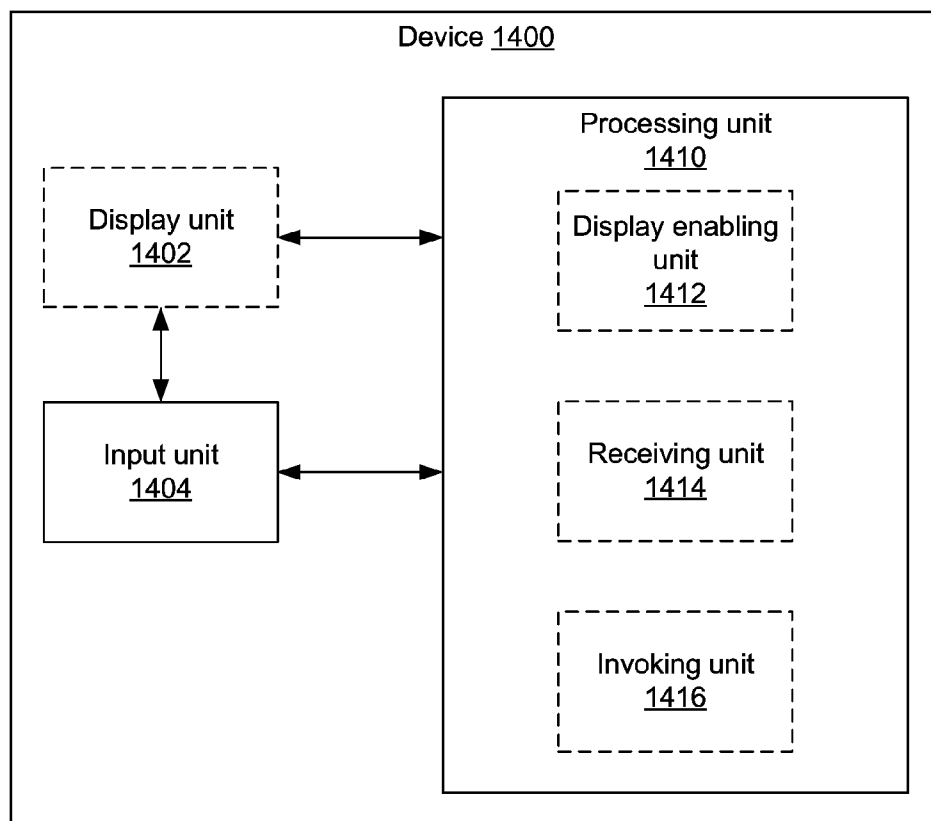 Device 1400
Processing unit
1410
Display unit
1402
Display enabling
unit
1412
Input unit
1404
Receiving unit
1414
Invoking unit
1416